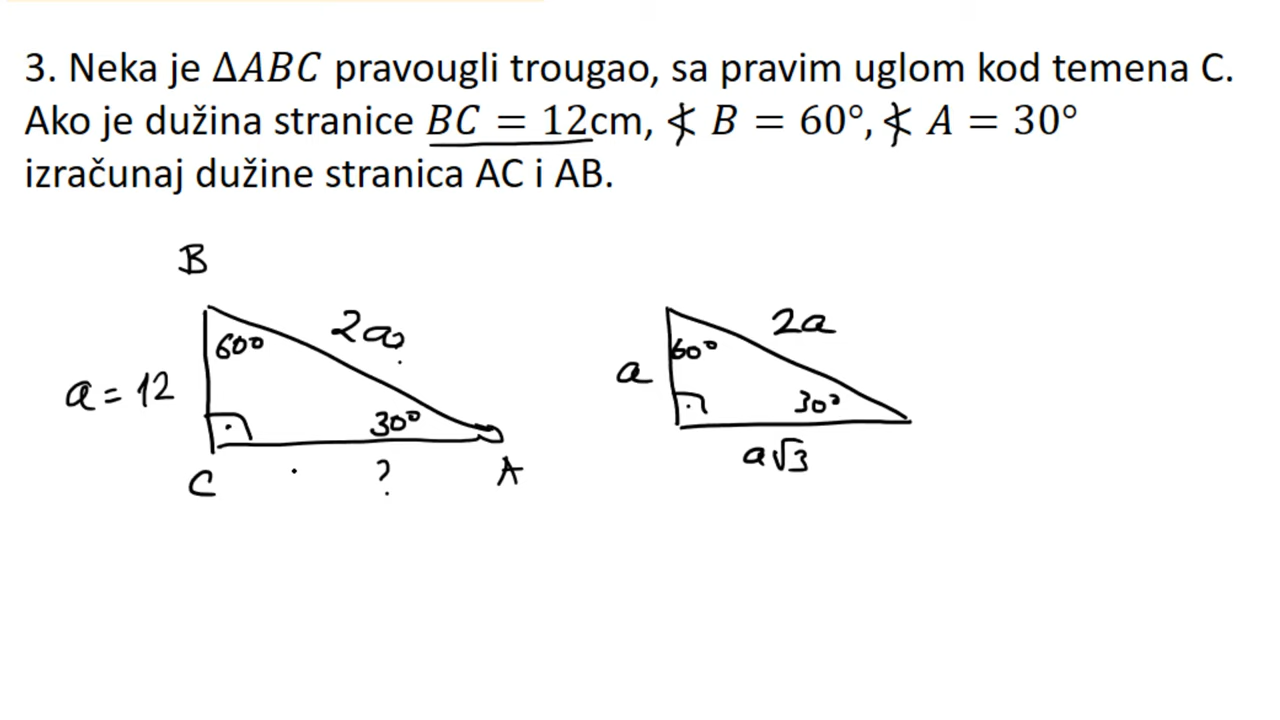 3. Neka je ΔABC pravougli trougao, sa pravim uglom kod temena C.
Ako je dužina stranice BC = 12cm, ∢ B = 60°, ∢ A = 30°
izračunaj dužine stranica AC i AB.
B
60° 2a
a = 12
30°
C ? A
2a
60°
a
30°
a√3